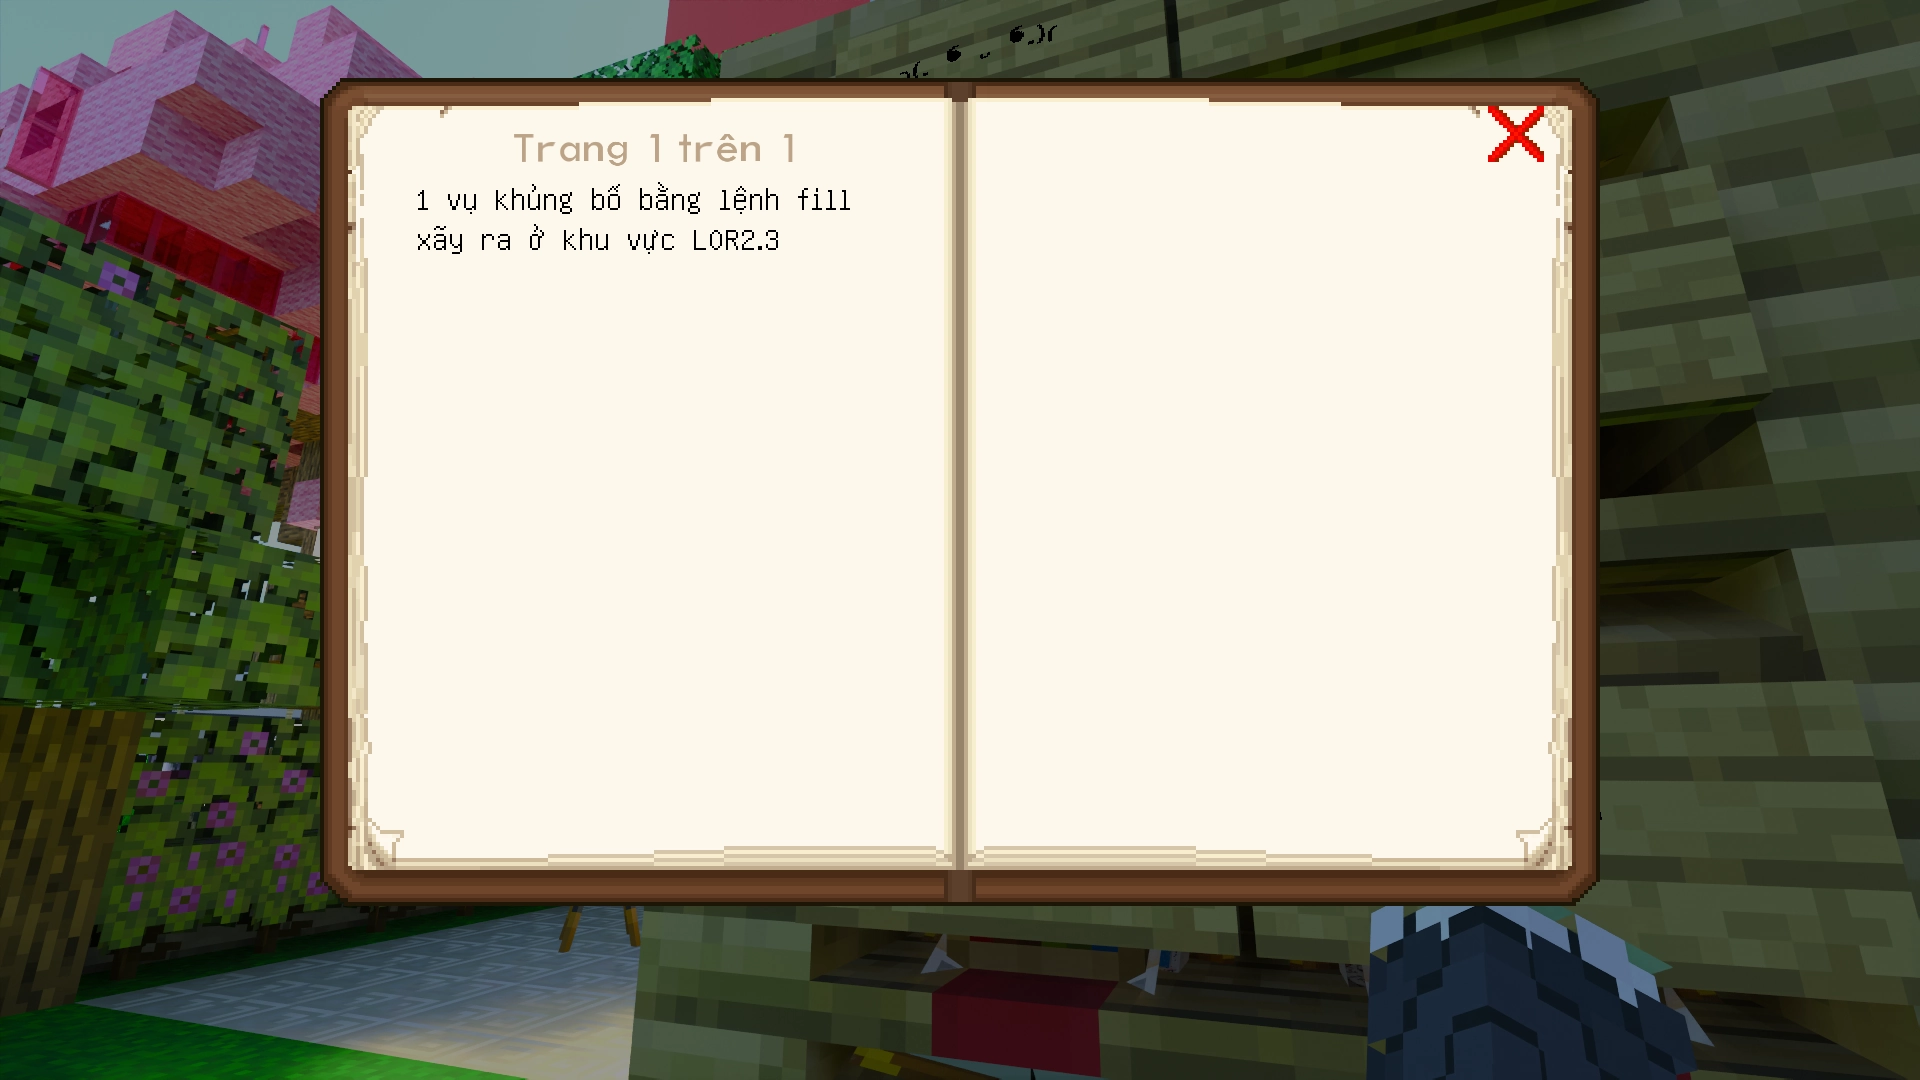 Trang 1 trên 1
1 vụ khủng bố bằng lệnh fill
xãy ra ở khu vực LOR2.3